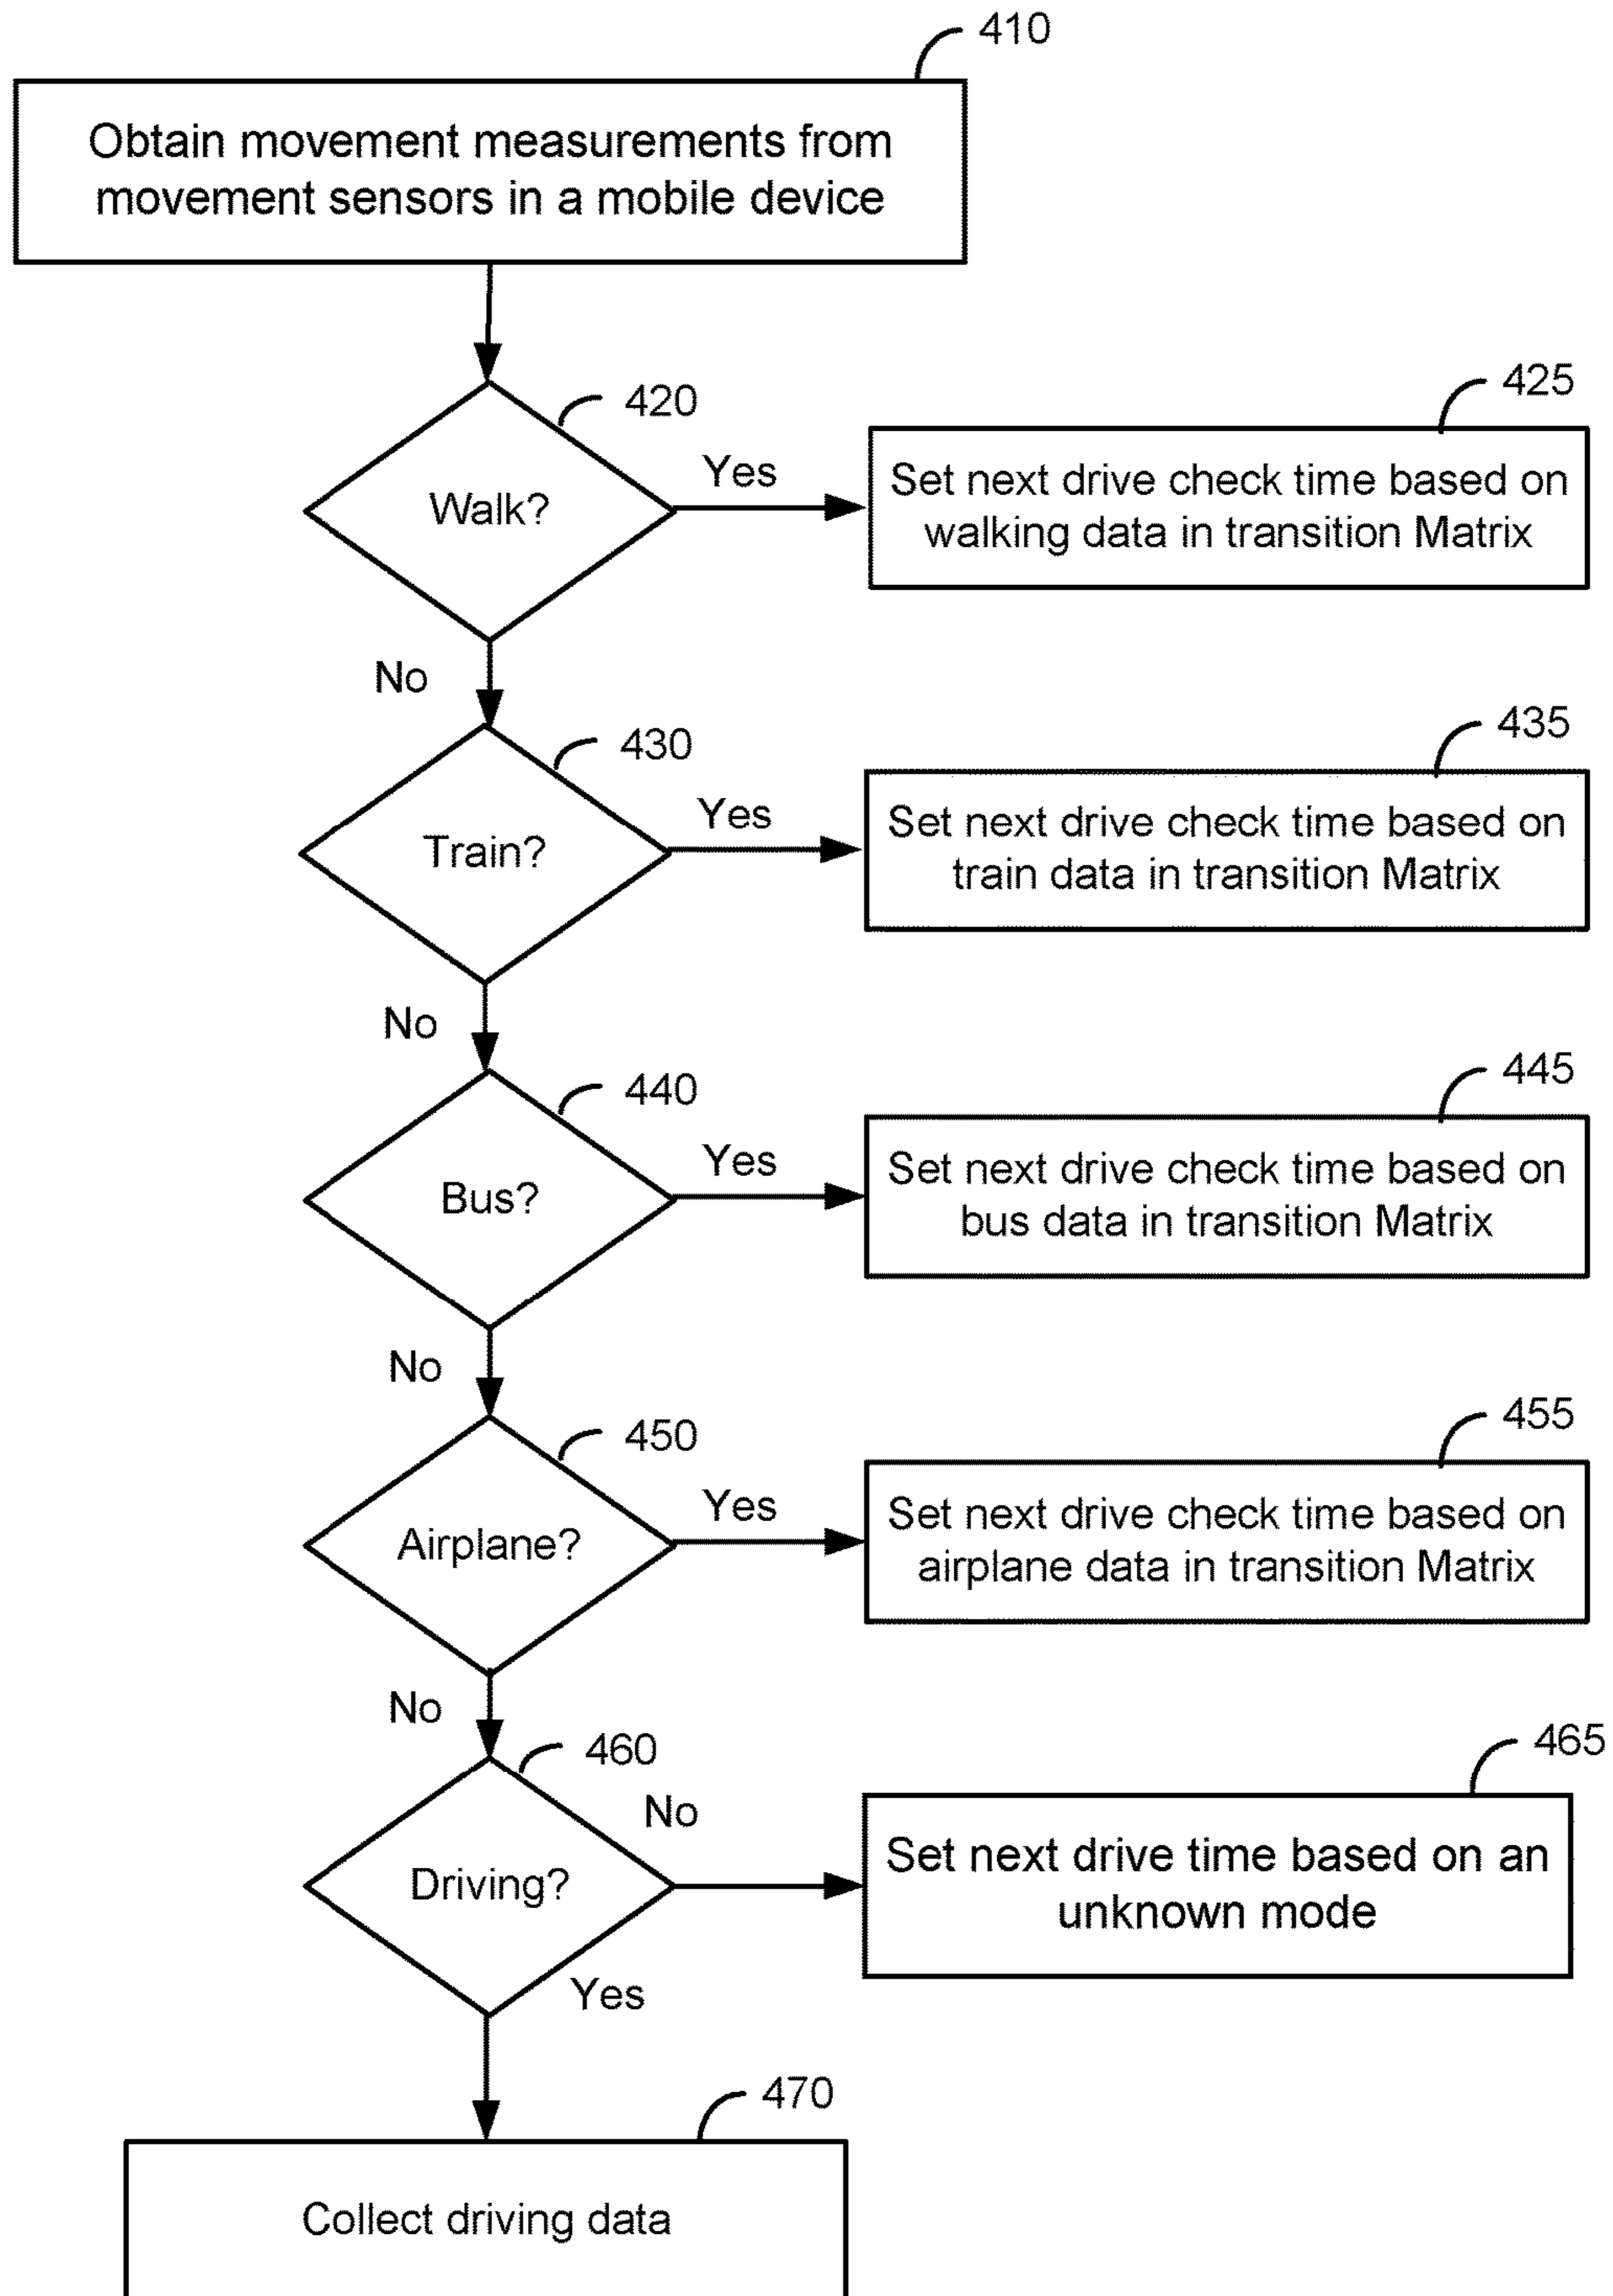 410
Obtain movement measurements from
movement sensors in a mobile device
420
Walk?
Yes
425
Set next drive check time based on
walking data in transition Matrix
No
430
Train?
Yes
435
Set next drive check time based on
train data in transition Matrix
No
440
Bus?
Yes
445
Set next drive check time based on
bus data in transition Matrix
No
450
Airplane?
Yes
455
Set next drive check time based on
airplane data in transition Matrix
No
460
Driving?
No
465
Set next drive time based on an
unknown mode
Yes
470
Collect driving data